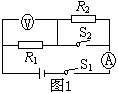 V
R₂
R₁
S₂
A
S₁
图1